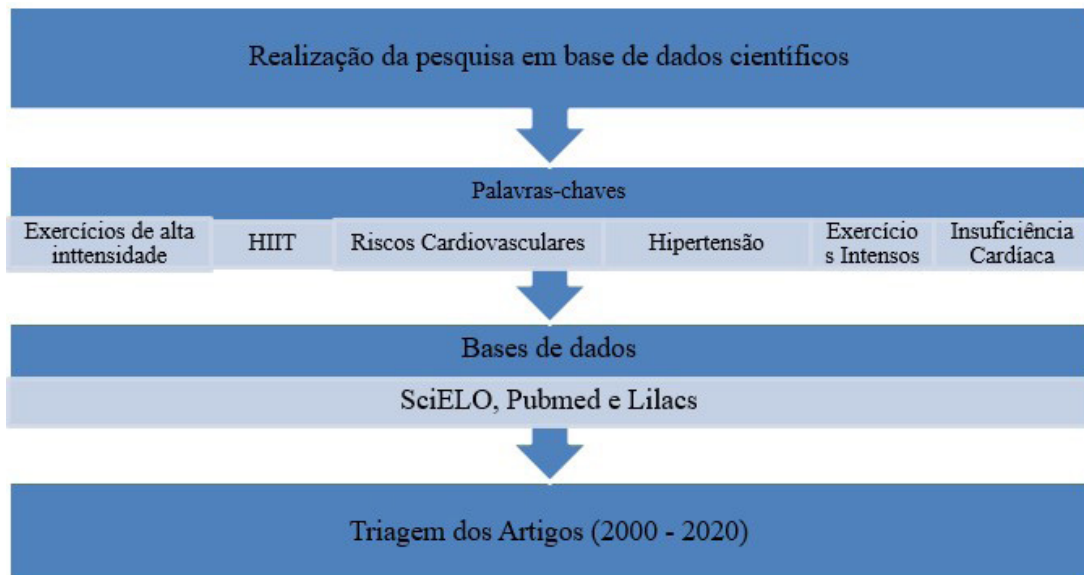 Realização da pesquisa em base de dados científicos
Palavras-chaves
Exercícios de alta
inttensidade
HIIT
Riscos Cardiovasculares
Hipertensão
Exercício
s Intensos
Insuficiência
Cardíaca
Bases de dados
SciELO, Pubmed e Lilacs
Triagem dos Artigos (2000 - 2020)